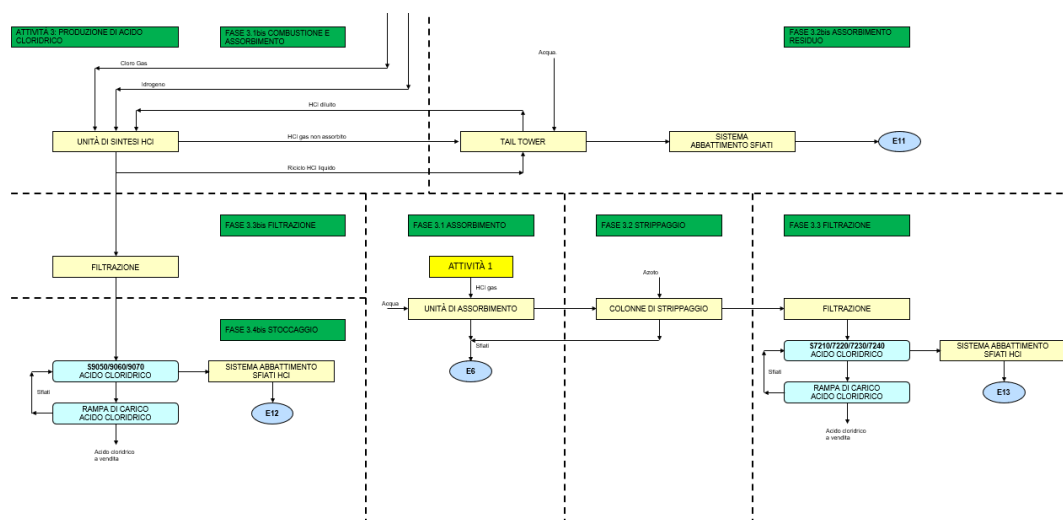 ATTIVITÀ 3: PRODUZIONE DI ACIDO
CLORIDRICO
FASE 3.1bis COMBUSTIONE E
ASSORBIMENTO
FASE 3.2bis ASSORBIMENTO
RESIDUO
Cloro Gas
Idrogeno
Acqua
HCl diluito
UNITÀ DI SINTESI HCl
HCl gas non assorbito
TAIL TOWER
SISTEMA
ABBATTIMENTO SFIATI
E11
Riciclo HCl liquido
FASE 3.3bis FILTRAZIONE
FASE 3.1 ASSORBIMENTO
FASE 3.2 STRIPPAGGIO
FASE 3.3 FILTRAZIONE
FILTRAZIONE
ATTIVITÀ 1
HCl gas
Azoto
Acqua
UNITÀ DI ASSORBIMENTO
COLONNE DI STRIPPAGGIO
FILTRAZIONE
FASE 3.4bis STOCCAGGIO
Sfiati
E6
S9050/9060/9070
ACIDO CLORIDRICO
SISTEMA ABBATTIMENTO
SFIATI HCl
Sfiati
E12
RAMPA DI CARICO
ACIDO CLORIDRICO
Acido cloridrico
a vendita
S7210/7220/7230/7240
ACIDO CLORIDRICO
SISTEMA ABBATTIMENTO
SFIATI HCl
Sfiati
E13
RAMPA DI CARICO
ACIDO CLORIDRICO
Acido cloridrico
a vendita